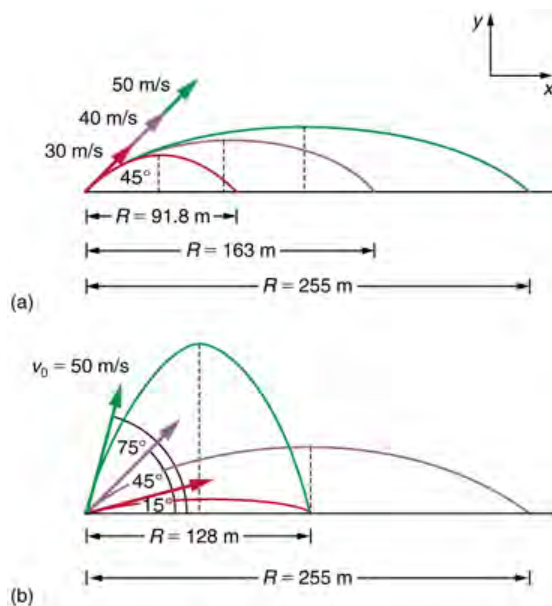 y
x
50 m/s
40 m/s
30 m/s
45°
R = 91.8 m
R = 163 m
R = 255 m
(a)
v₀ = 50 m/s
75°
45°
15°
R = 128 m
R = 255 m
(b)